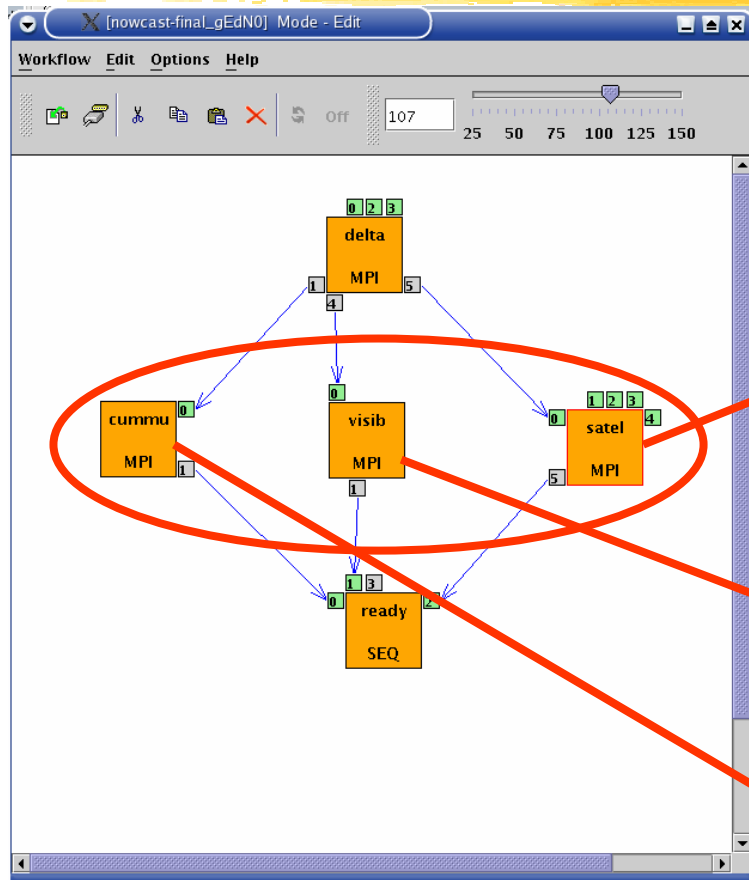 [nowcast-final_gEdN0] Mode - Edit
Workflow Edit Options Help
Off 107
25 50 75 100 125 150
0 2 3
delta
MPI
1 5
4
0
cummu
MPI
1
0
visib
MPI
1
1 2 3
0 4
satel
MPI
5
1 3
0 2
ready
SEQ